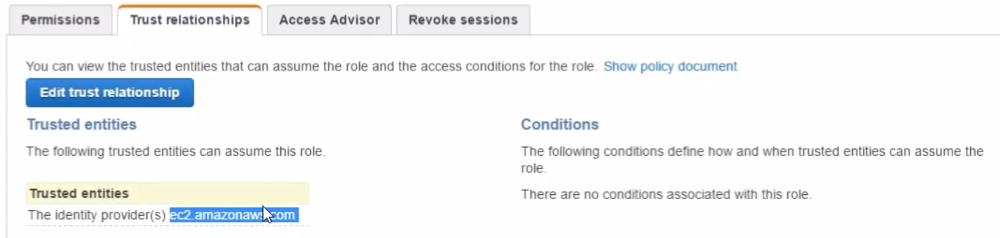 Permissions
Trust relationships
Access Advisor
Revoke sessions
You can view the trusted entities that can assume the role and the access conditions for the role. Show policy document
Edit trust relationship
Trusted entities
The following trusted entities can assume this role.
Trusted entities
The identity provider(s) ec2.amazonaws.com
Conditions
The following conditions define how and when trusted entities can assume the
role.
There are no conditions associated with this role.